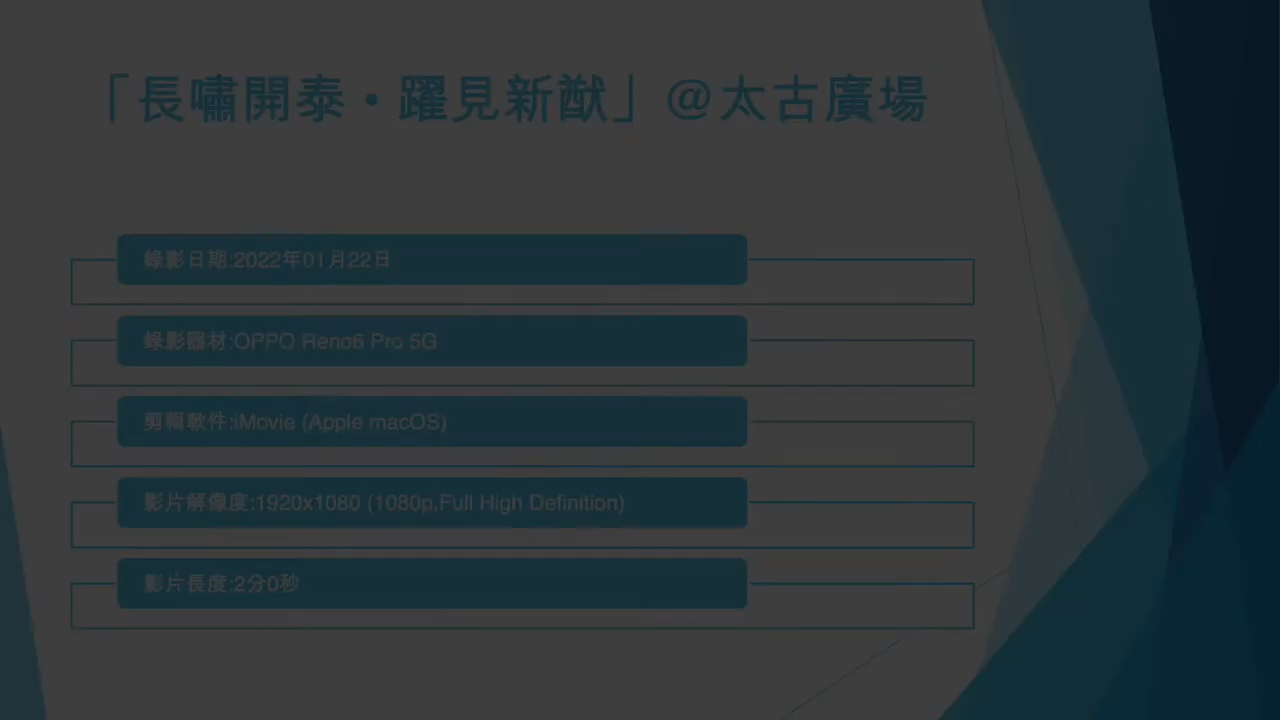 「長嘯開泰‧躍見新猷」@太古廣場
錄影日期:2022年01月22日
錄影器材:OPPO Reno6 Pro 5G
剪輯軟件:iMovie (Apple macOS)
影片解像度:1920x1080 (1080p,Full High Definition)
影片長度:2分0秒